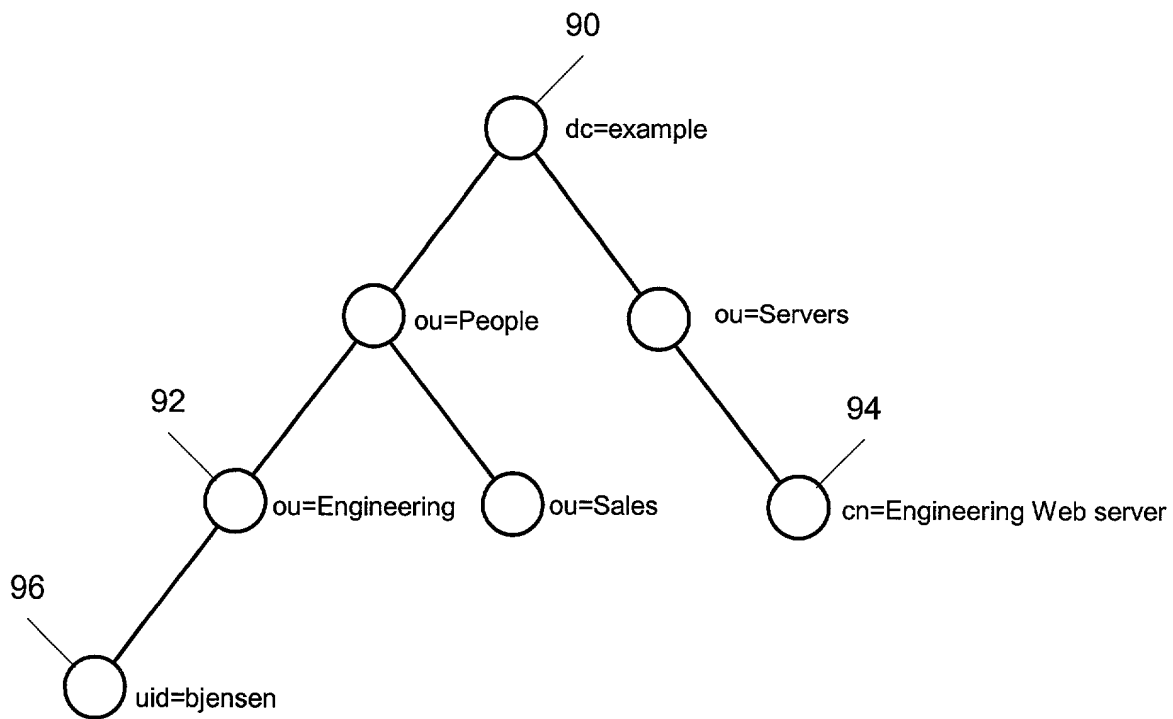 90
dc=example
ou=People
ou=Servers
92
94
ou=Engineering
ou=Sales
cn=Engineering Web server
96
uid=bjensen